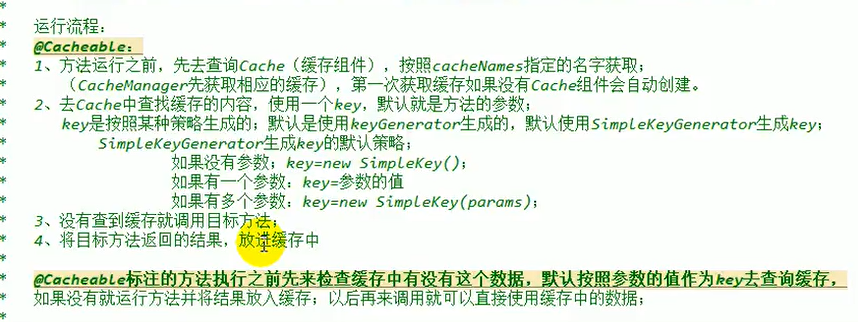 *
* 运行流程：
* @Cacheable：
* 1、方法运行之前，先去查询Cache（缓存组件），按照cacheNames指定的名字获取；
* （CacheManager先获取相应的缓存），第一次获取缓存如果没有Cache组件会自动创建。
* 2、去Cache中查找缓存的内容，使用一个key，默认就是方法的参数；
* key是按照某种策略生成的；默认是使用keyGenerator生成的，默认使用SimpleKeyGenerator生成key；
* SimpleKeyGenerator生成key的默认策略；
* 如果没有参数；key=new SimpleKey();
* 如果有一个参数：key=参数的值
* 如果有多个参数：key=new SimpleKey(params);
* 3、没有查到缓存就调用目标方法；
* 4、将目标方法返回的结果，放进缓存中
*
* @Cacheable标注的方法执行之前先来检查缓存中有没有这个数据，默认按照参数的值作为key去查询缓存，
* 如果没有就运行方法并将结果放入缓存；以后再来调用就可以直接使用缓存中的数据；
*